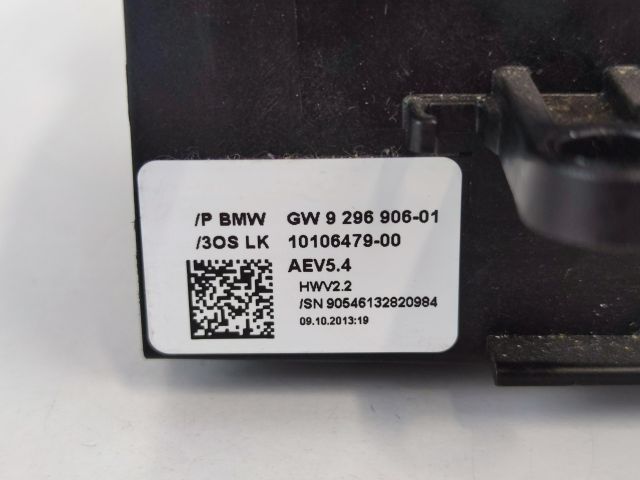 /P BMW GW 9 296 906-01
/3OS LK 10106479-00
AEV5.4
HWV2.2
/SN 90546132820984
09.10.2013:19